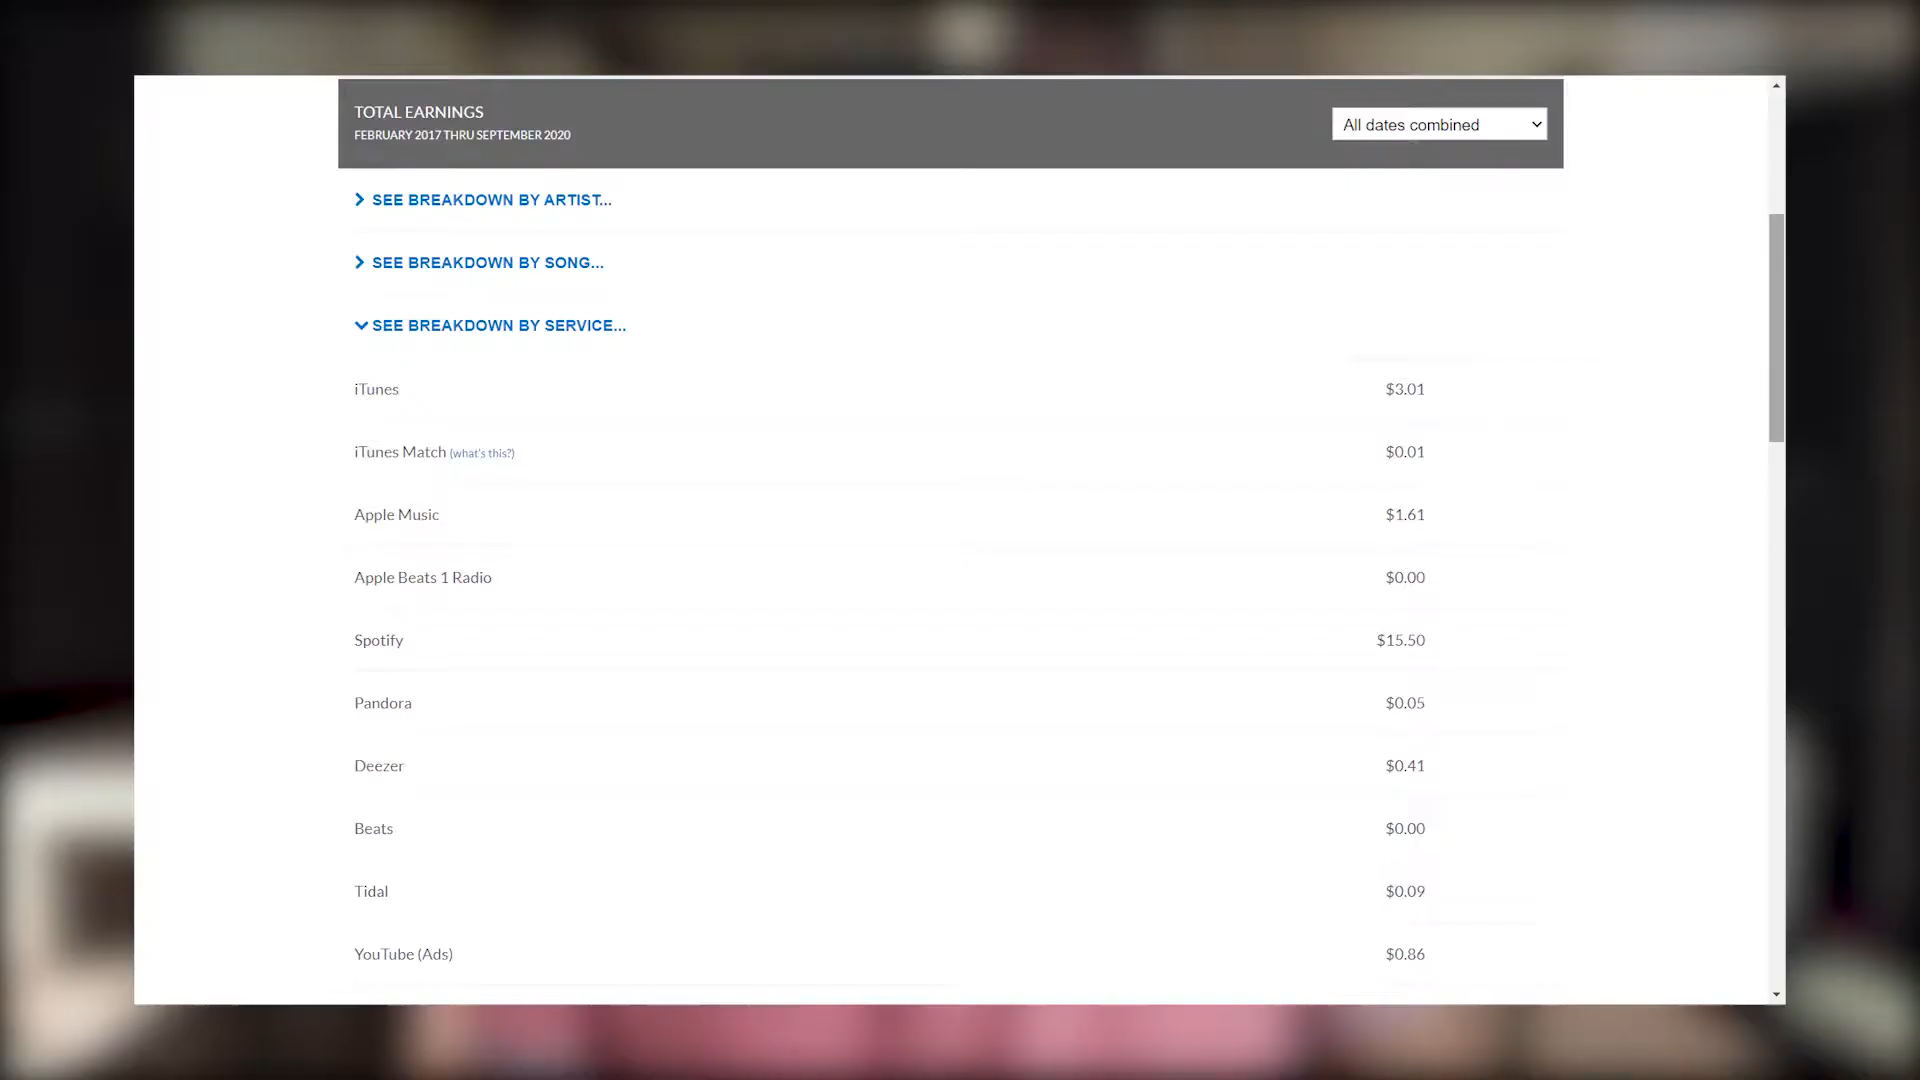 TOTAL EARNINGS
FEBRUARY 2017 THRU SEPTEMBER 2020
All dates combined
SEE BREAKDOWN BY ARTIST...
SEE BREAKDOWN BY SONG...
SEE BREAKDOWN BY SERVICE...
iTunes $3.01
iTunes Match (what's this?) $0.01
Apple Music $1.61
Apple Beats 1 Radio $0.00
Spotify $15.50
Pandora $0.05
Deezer $0.41
Beats $0.00
Tidal $0.09
YouTube (Ads) $0.86